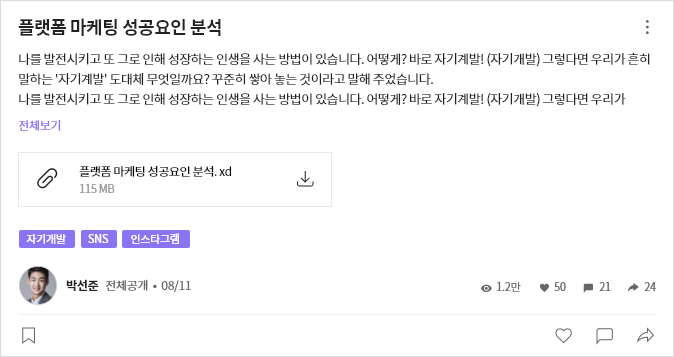 플랫폼 마케팅 성공요인 분석
나를 발전시키고 또 그로 인해 성장하는 인생을 사는 방법이 있습니다. 어떻게? 바로 자기계발! (자기개발) 그렇다면 우리가 흔히
말하는 '자기계발' 도대체 무엇일까요? 꾸준히 쌓아 놓는 것이라고 말해 주었습니다.
나를 발전시키고 또 그로 인해 성장하는 인생을 사는 방법이 있습니다. 어떻게? 바로 자기계발! (자기개발) 그렇다면 우리가
전체보기
플랫폼 마케팅 성공요인 분석. xd
115 MB
자기개발 SNS 인스타그램
박선준 전체공개 • 08/11 1.2만 50 21 24